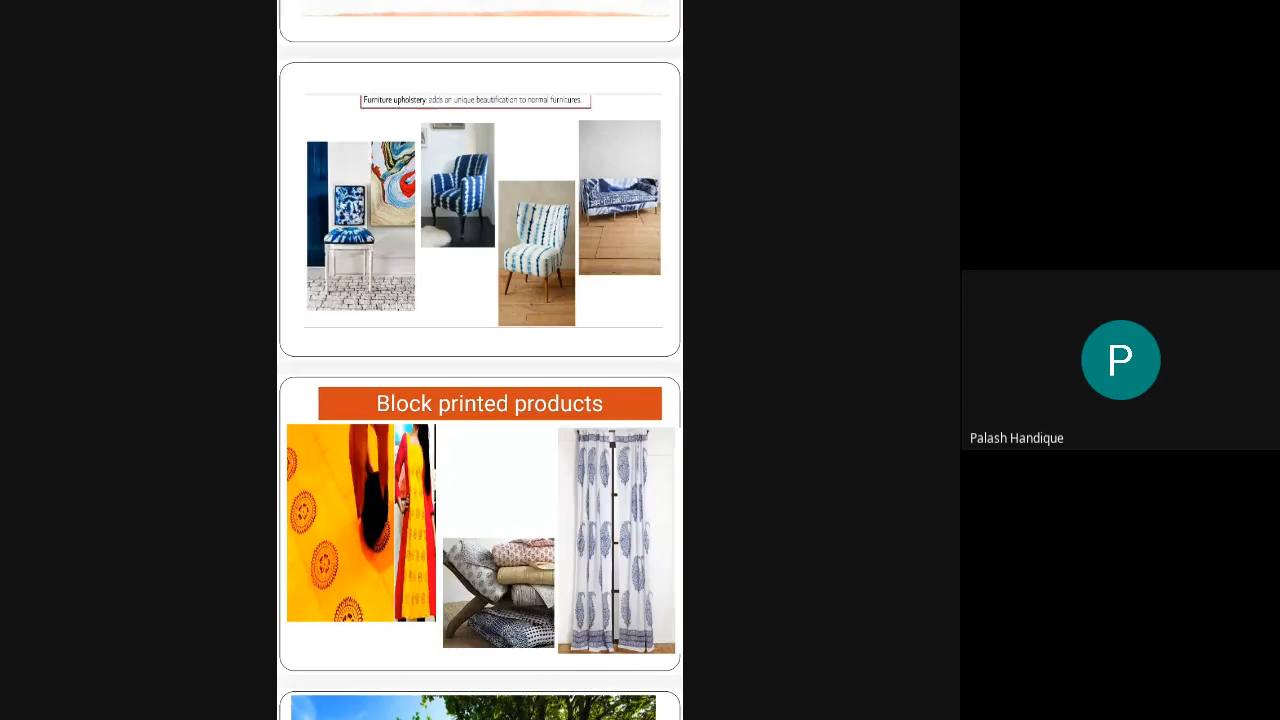 Furniture upholstery: adds an unique beautification to normal furnitures.
Block printed products
P
Palash Handique